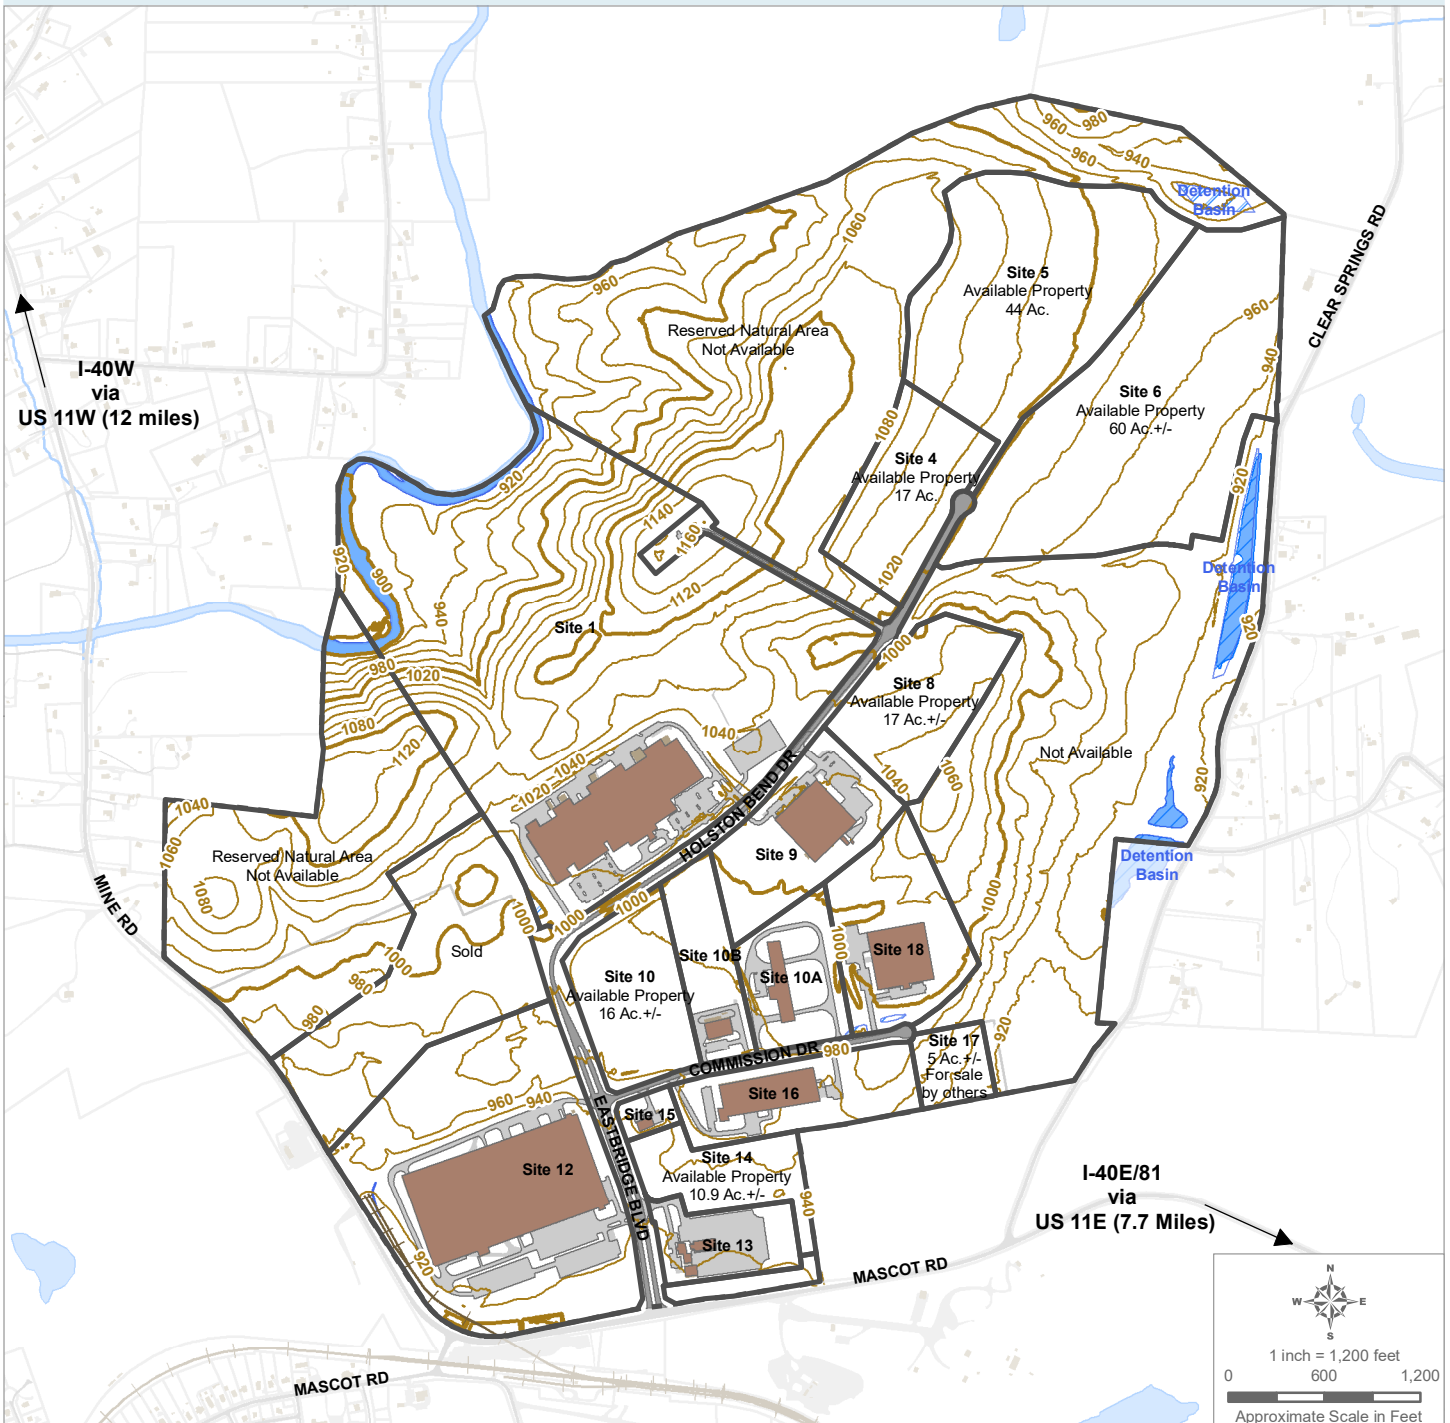 960
980
960
940
Detention
Basin
1060
CLEAR SPRINGS RD
Site 5
Available Property
44 Ac.
960
960
Reserved Natural Area
Not Available
940
I-40W
via
US 11W (12 miles)
Site 6
Available Property
60 Ac.+/-
1080
Site 4
Available Property
17 Ac.
920
920
1140
1160
920
900
940
1120
1020
Detention
Basin
920
Site 1
1000
980
1020
Site 8
Available Property
17 Ac.+/-
1080
1120
1040
Not Available
1040
1020
1040
1060
920
HOLSTON BEND DR
1040
1060
Reserved Natural Area
Not Available
1080
Site 9
Detention
Basin
MINE RD
1000
1000
1000
1000
1000
Sold
1000
980
980
Site 10
Available Property
16 Ac.+/-
Site 10B
Site 10A
Site 18
920
Site 17
5 Ac.+/-
For sale
by others
COMMISSION DR
980
960
940
Site 16
Site 15
EASTBRIDGE BLVD
Site 12
Site 14
Available Property
10.9 Ac.+/-
940
I-40E/81
via
US 11E (7.7 Miles)
Site 13
920
MASCOT RD
MASCOT RD
N
W
E
S
1 inch = 1,200 feet
0 600 1,200
Approximate Scale in Feet